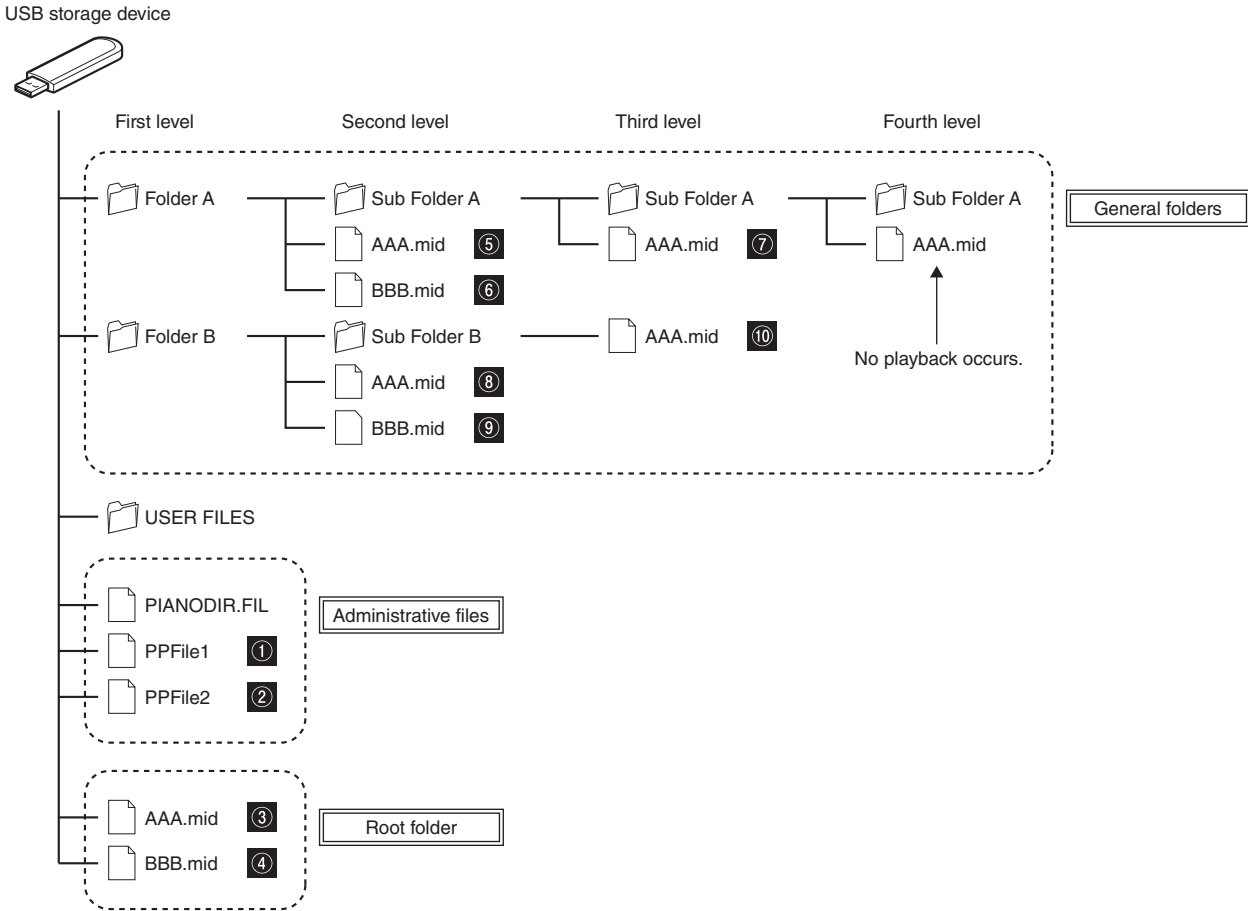 USB storage device
First level Second level Third level Fourth level
Folder A Sub Folder A Sub Folder A Sub Folder A
General folders
AAA.mid ⑤ AAA.mid ⑦ AAA.mid
BBB.mid ⑥
Folder B Sub Folder B AAA.mid ⑩
No playback occurs.
AAA.mid ⑧
BBB.mid ⑨
USER FILES
PIANODIR.FIL
Administrative files
PPFile1 ①
PPFile2 ②
AAA.mid ③
Root folder
BBB.mid ④